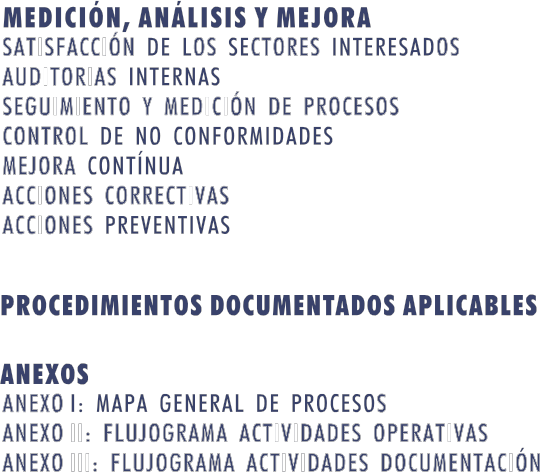 MEDICIÓN, ANÁLISIS Y MEJORA
SATISFACCIÓN DE LOS SECTORES INTERESADOS
AUDITORIAS INTERNAS
SEGUIMIENTO Y MEDICIÓN DE PROCESOS
CONTROL DE NO CONFORMIDADES
MEJORA CONTÍNUA
ACCIONES CORRECTIVAS
ACCIONES PREVENTIVAS
PROCEDIMIENTOS DOCUMENTADOS APLICABLES
ANEXOS
ANEXO I: MAPA GENERAL DE PROCESOS
ANEXO II: FLUJOGRAMA ACTIVIDADES OPERATIVAS
ANEXO III: FLUJOGRAMA ACTIVIDADES DOCUMENTACIÓN